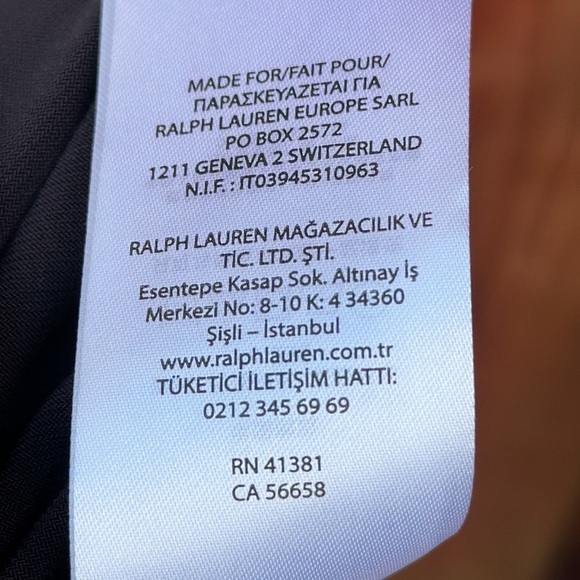 MADE FOR/FAIT POUR/
ΠΑΡΑΣΚΕΥΑΖΕΤΑΙ ΓΙΑ
RALPH LAUREN EUROPE SARL
PO BOX 2572
1211 GENEVA 2 SWITZERLAND
N.I.F. : IT03945310963
RALPH LAUREN MAĞAZACILIK VE
TİC. LTD. ŞTİ.
Esentepe Kasap Sok. Altınay İş
Merkezi No: 8-10 K: 4 34360
Şişli – İstanbul
www.ralphlauren.com.tr
TÜKETİCİ İLETİŞİM HATTI:
0212 345 69 69
RN 41381
CA 56658